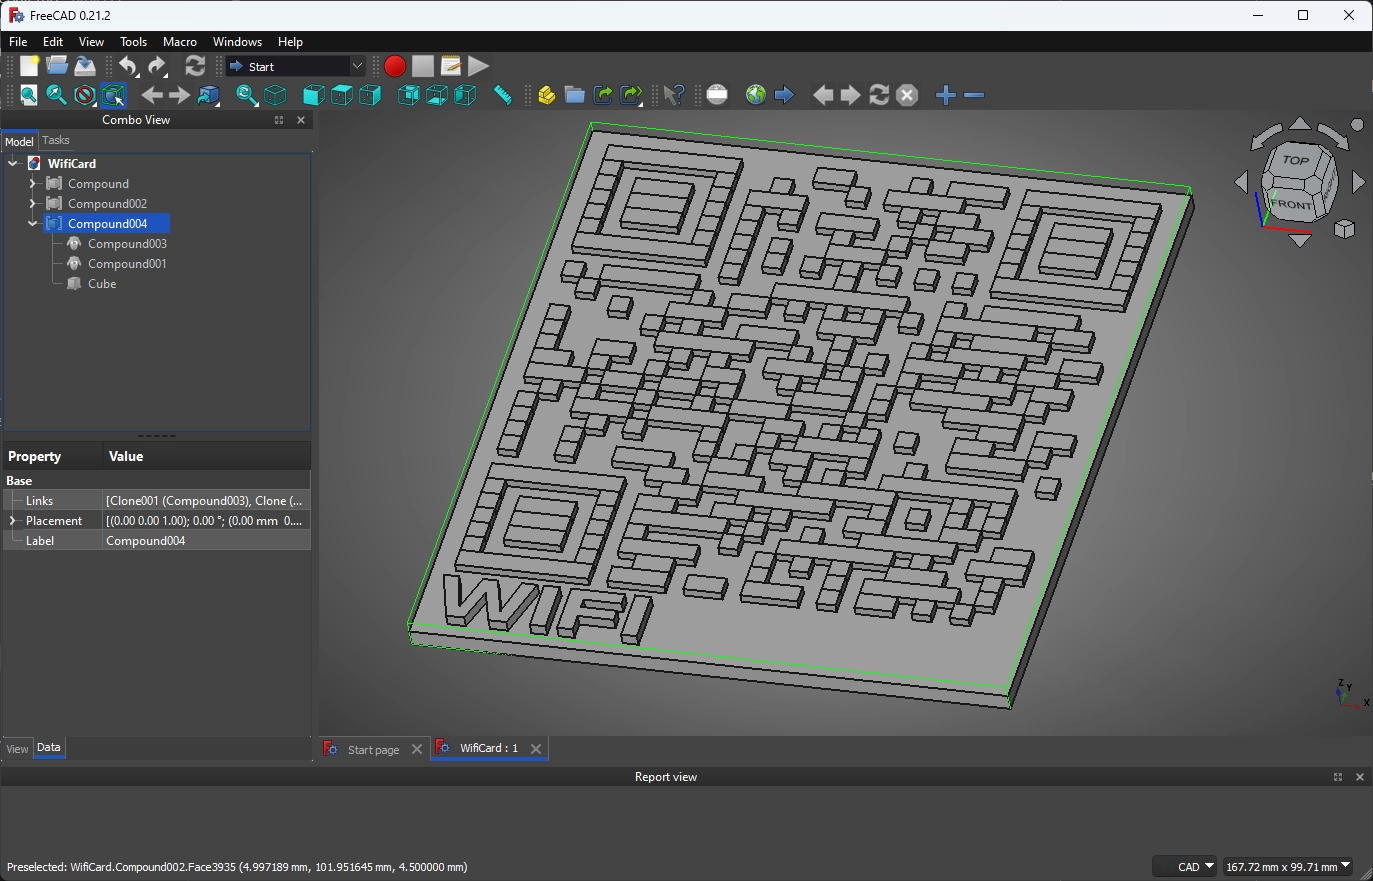 FreeCAD 0.21.2
File Edit View Tools Macro Windows Help
Start
Combo View
Model Tasks
WifiCard
Compound
Compound002
Compound004
Compound003
Compound001
Cube
Property Value
Base
Links [Clone001 (Compound003), Clone (...
Placement [(0.00 0.00 1.00); 0.00 °; (0.00 mm 0....
Label Compound004
View Data
TOP
FRONT
WIFI
Z Y X
Start page WifiCard : 1
Report view
Preselected: WifiCard.Compound002.Face3935 (4.997189 mm, 101.951645 mm, 4.500000 mm)
CAD 167.72 mm x 99.71 mm